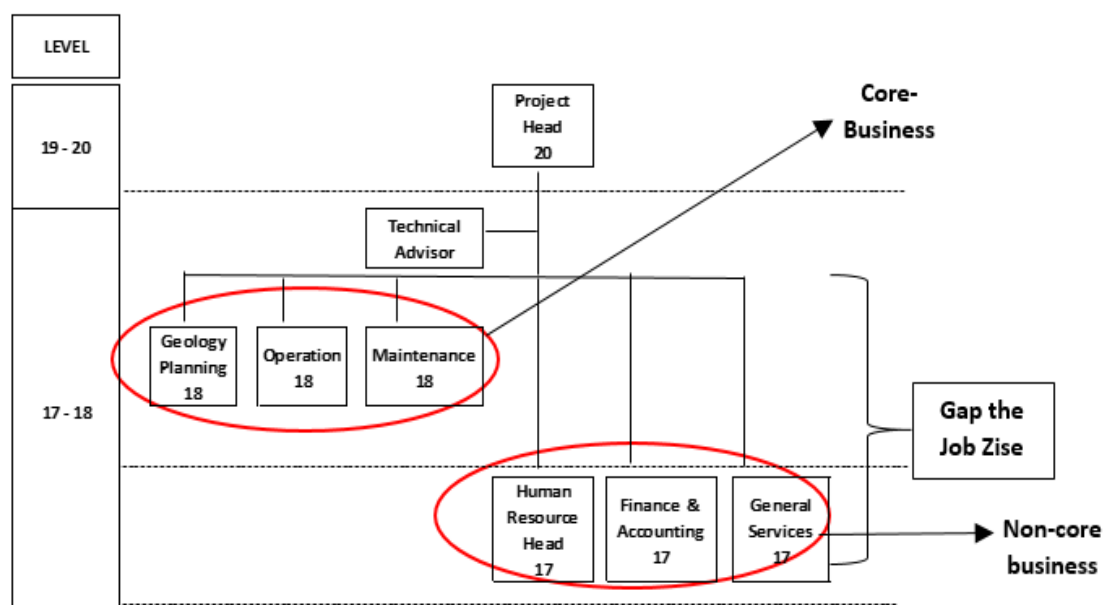 LEVEL
19 - 20
17 - 18
Project
Head
20
Core-
Business
Technical
Advisor
Geology
Planning
18
Operation
18
Maintenance
18
Gap the
Job Zise
Human
Resource
Head
17
Finance &
Accounting
17
General
Services
17
Non-core
business